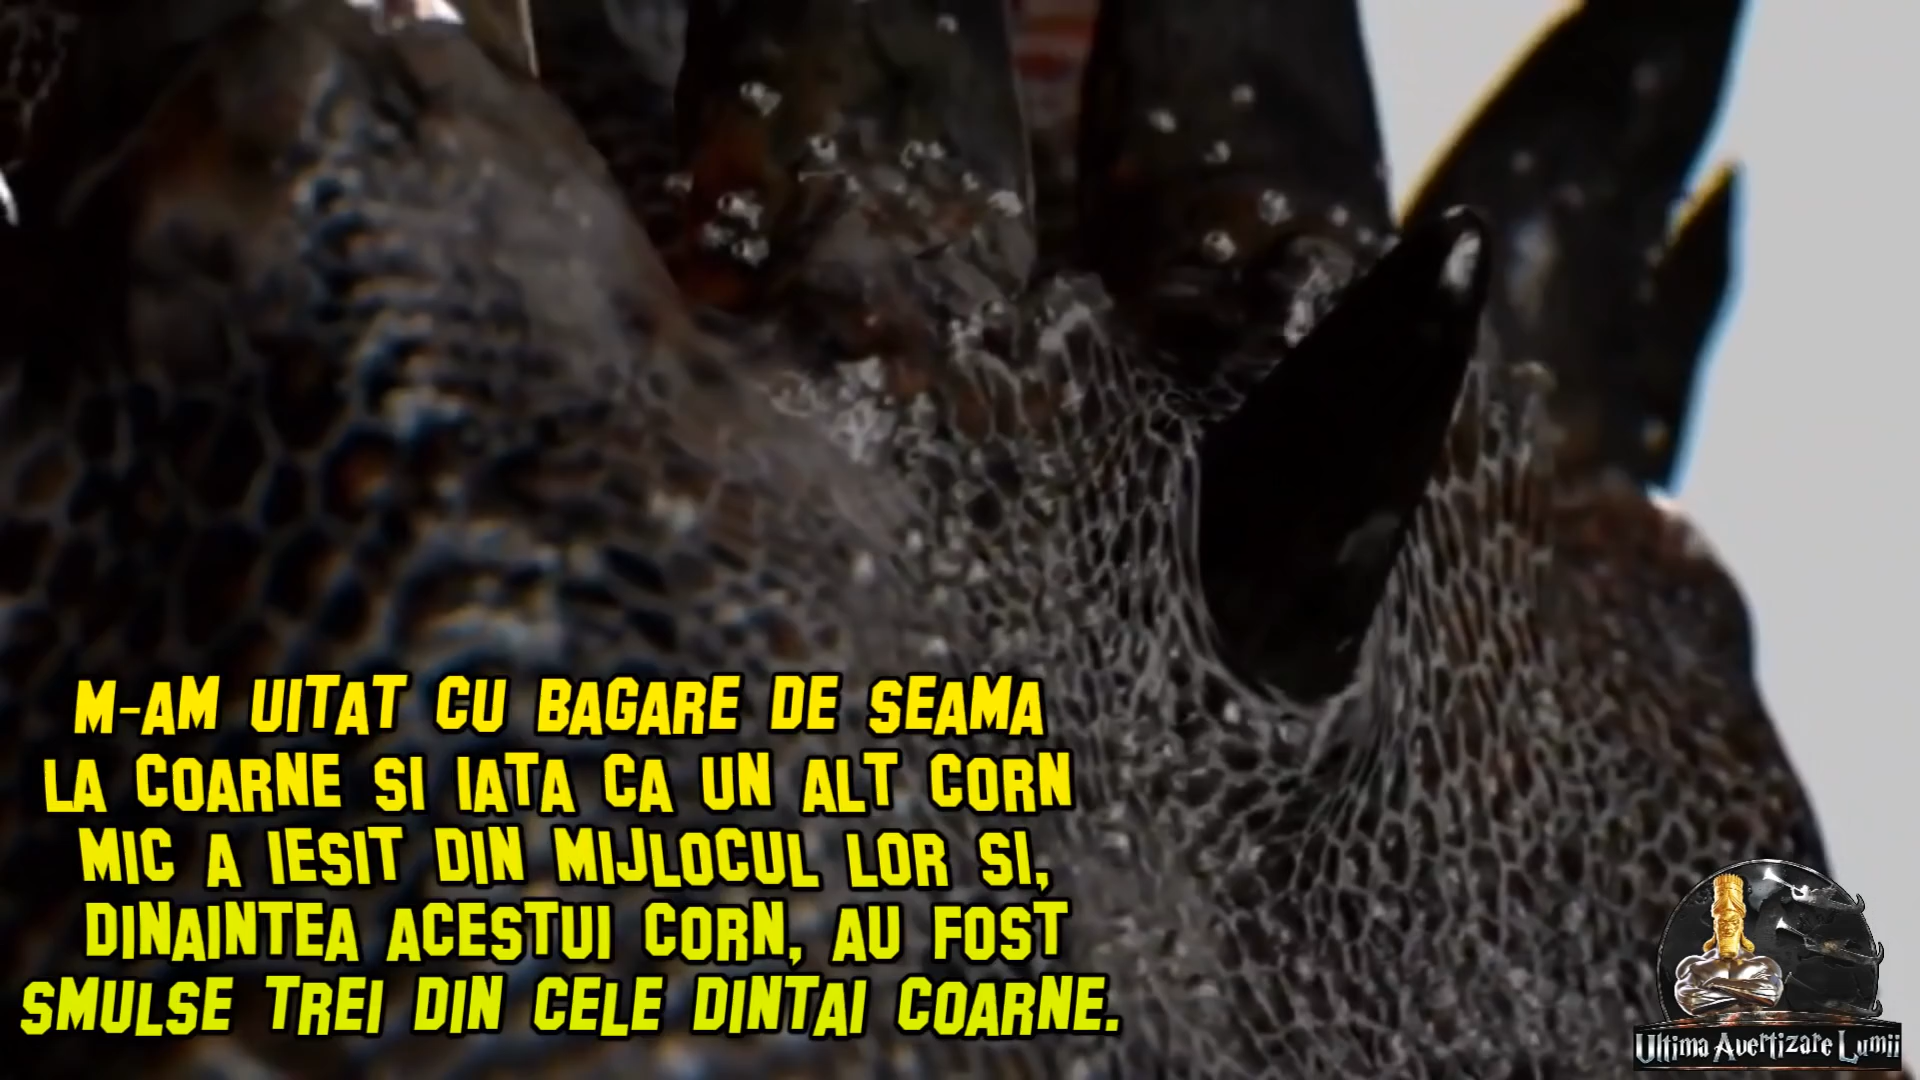 M-AM UITAT CU BAGARE DE SEAMA
LA COARNE SI IATA CA UN ALT CORN
MIC A IESIT DIN MIJLOCUL LOR SI,
DINAINTEA ACESTUI CORN, AU FOST
SMULSE TREI DIN CELE DINTAI COARNE.
Ultima Avertizare Lumii